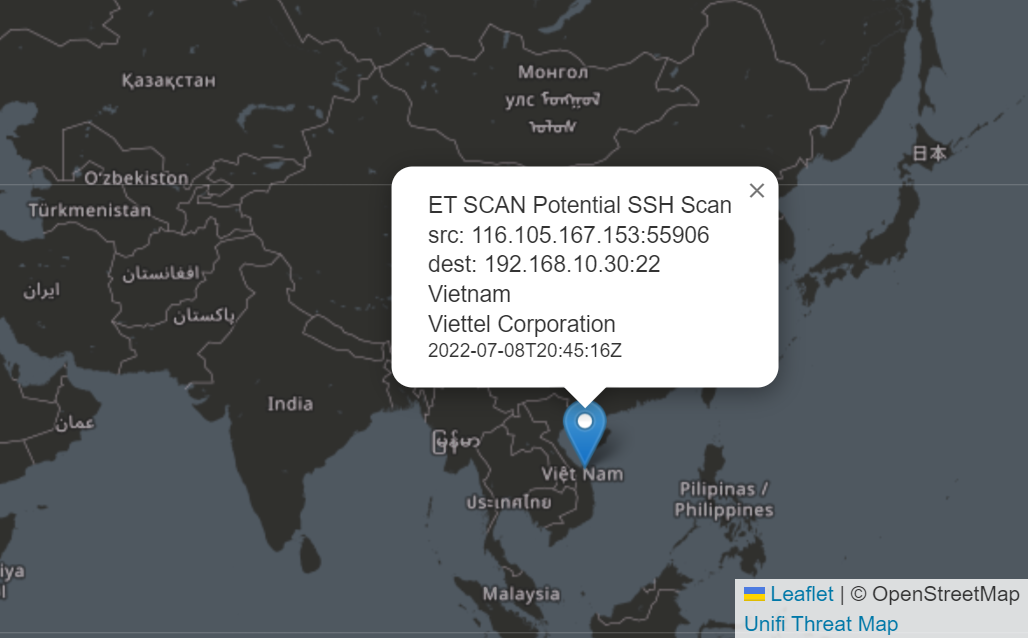 Қазақстан
Монгол
улс ᠮᠣᠩᠭᠣᠯ
ᠤᠯᠤᠰ
日本
O‘zbekiston
Türkmenistan
افغانستان
ایران
پاکستان
ET SCAN Potential SSH Scan
src: 116.105.167.153:55906
dest: 192.168.10.30:22
Vietnam
Viettel Corporation
2022-07-08T20:45:16Z
×
India
عمان
မြန်မာ
Việt Nam
ประเทศไทย
Pilipinas /
Philippines
iya
Malaysia
Leaflet | © OpenStreetMap
Unifi Threat Map